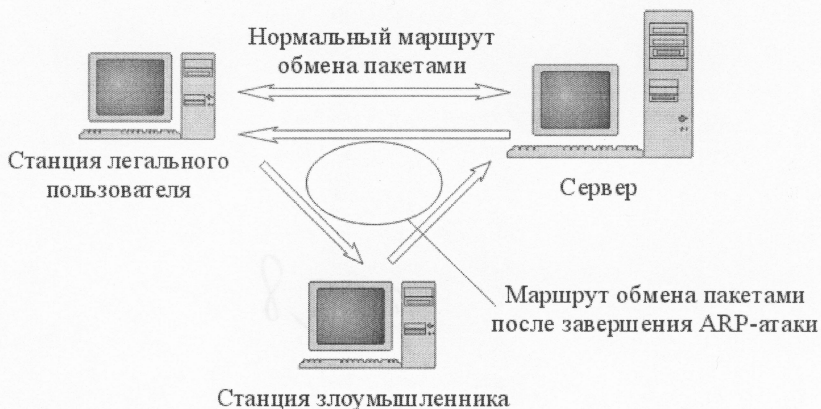 Нормальный маршрут
обмена пакетами
Станция легального
пользователя
Сервер
Маршрут обмена пакетами
после завершения ARP-атаки
Станция злоумышленника